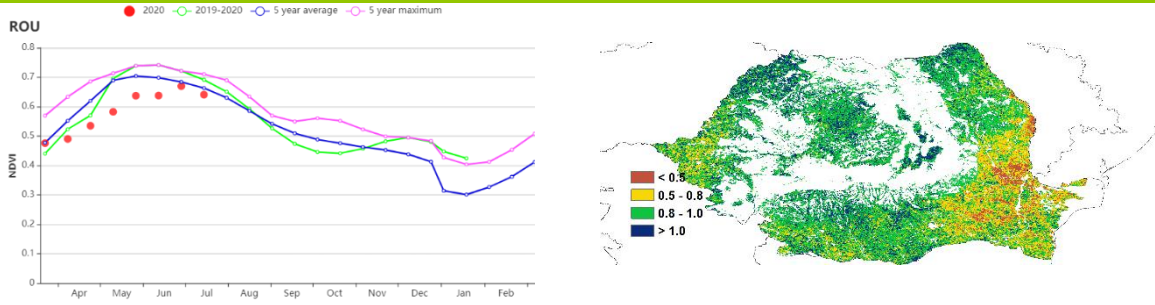 2020 2019-2020 5 year average 5 year maximum
ROU
0.8
0.7
0.6
0.5
0.4
0.3
0.2
0.1
0
NDVI
Apr May Jun Jul Aug Sep Oct Nov Dec Jan Feb
< 0.5
0.5 - 0.8
0.8 - 1.0
> 1.0